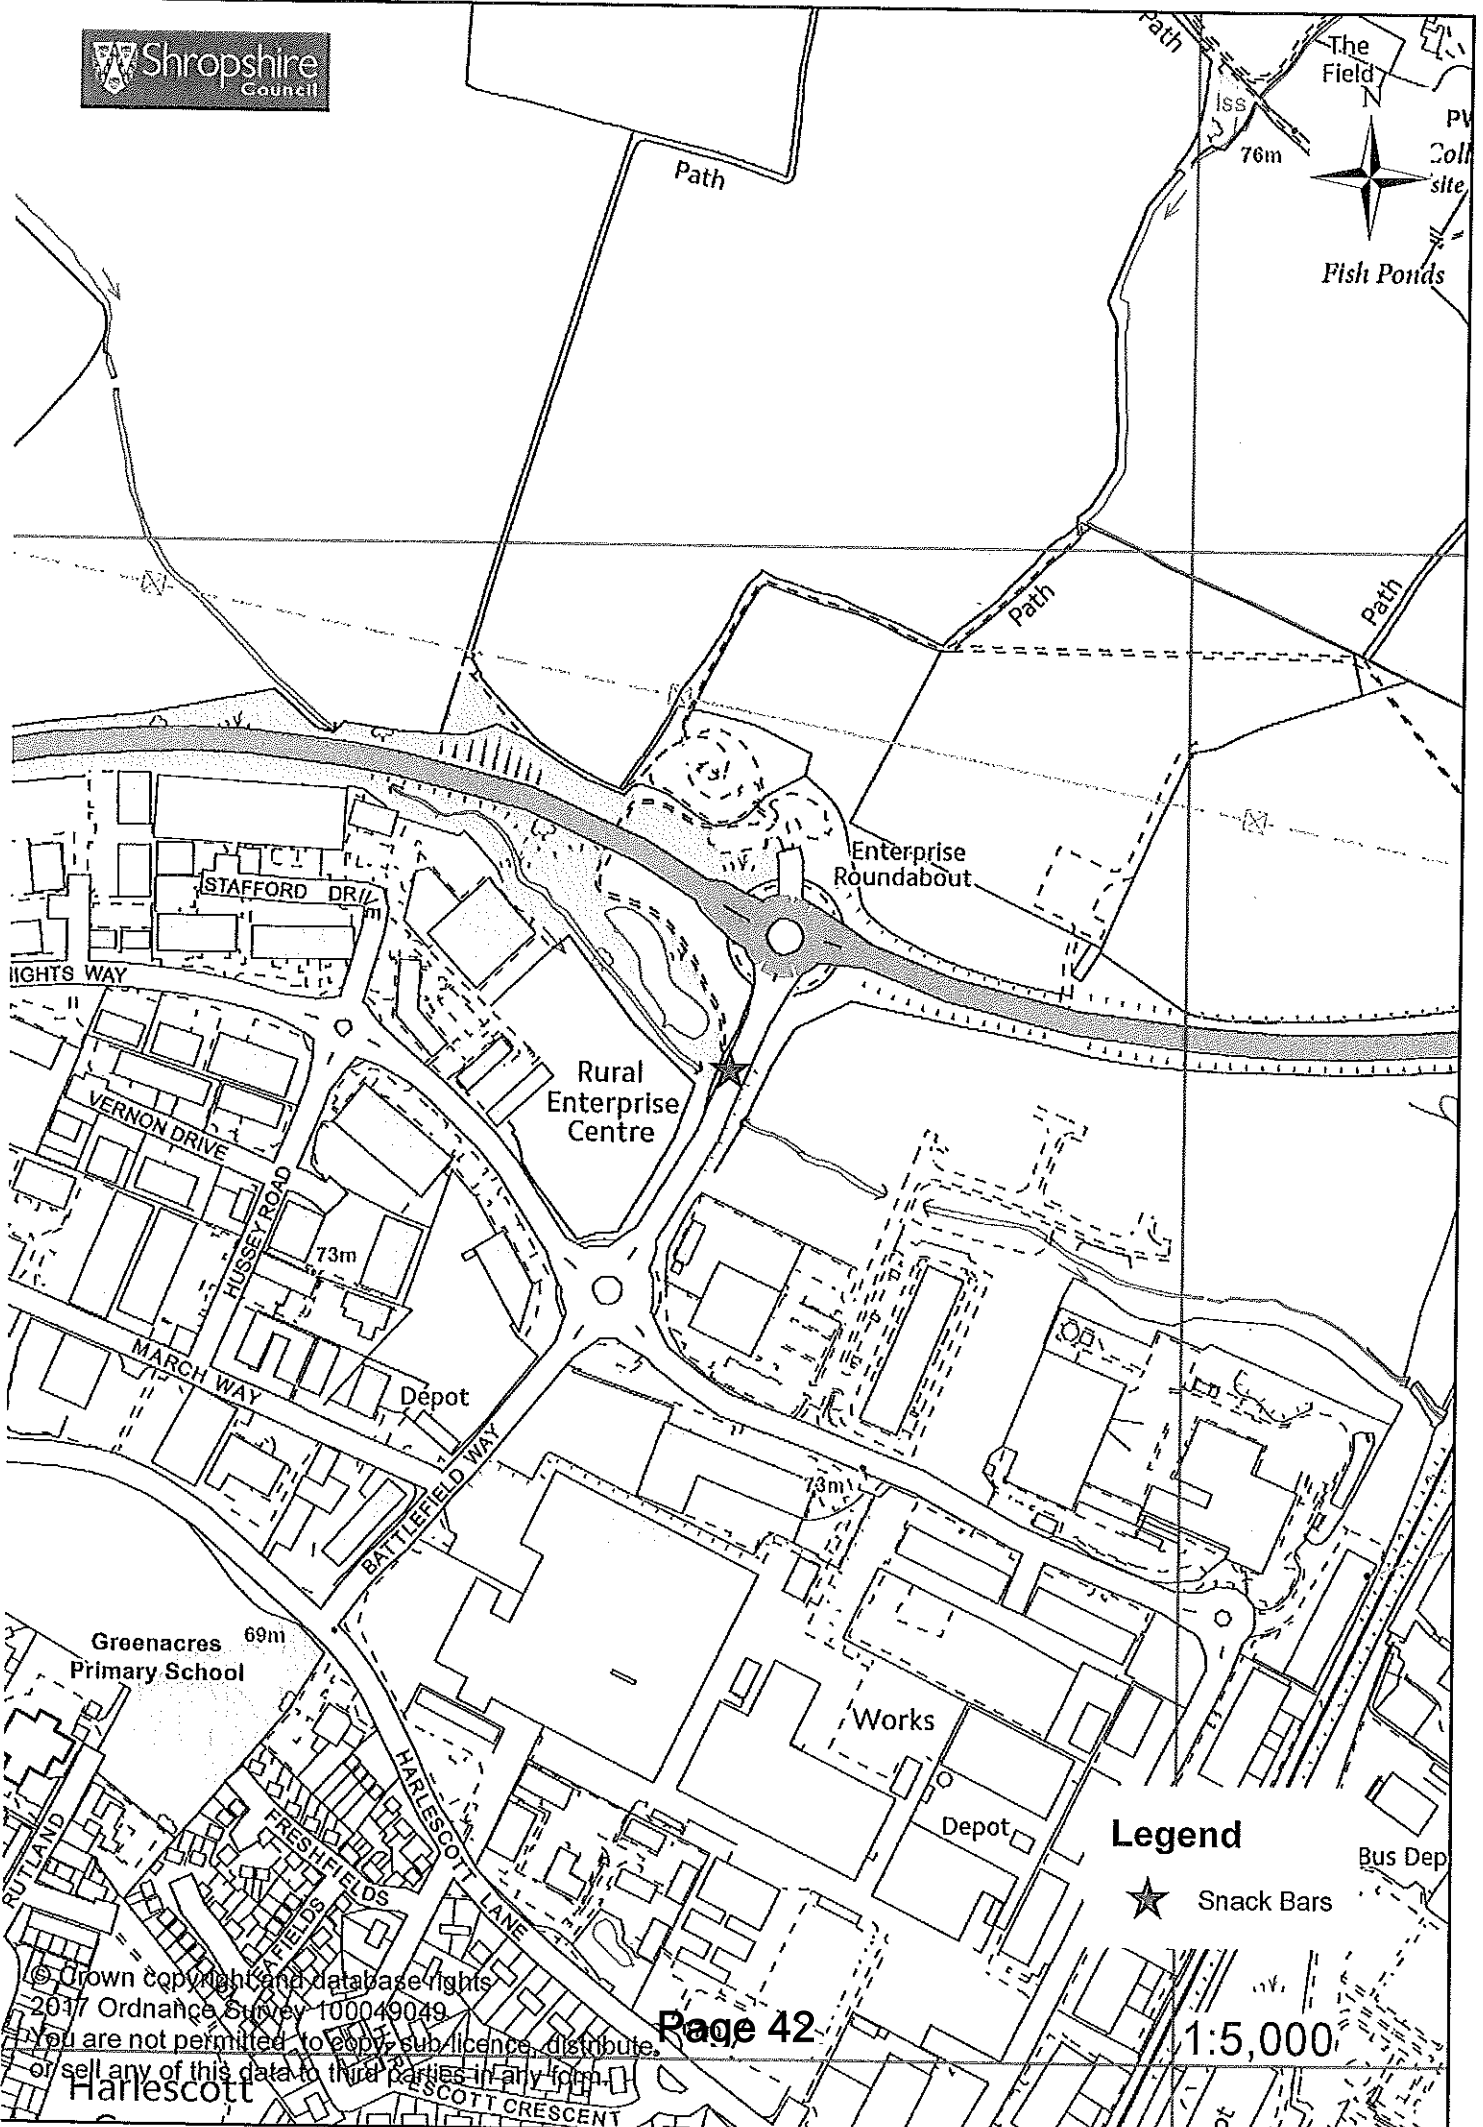 Shropshire
Council
Path
The
Field
N
Iss
76m
Path
Fish Ponds
Path
Path
Enterprise
Roundabout
STAFFORD DRI
IGHTS WAY
Rural
Enterprise
Centre
VERNON DRIVE
HUSSEY ROAD
73m
MARCH WAY
Depot
BATTLEFIELD WAY
73m
Greenacres
Primary School
69m
Works
HARLESCOTT LANE
Depot
Legend
Snack Bars
Bus Dep
RUTLAND
FRESHFIELDS
EAFIELDS
© Crown copyright and database rights
2017 Ordnance Survey 100049049
You are not permitted to copy, sub-licence, distribute,
or sell any of this data to third parties in any form.
Page 42
1:5,000
Harlescott
ESCOTT CRESCENT